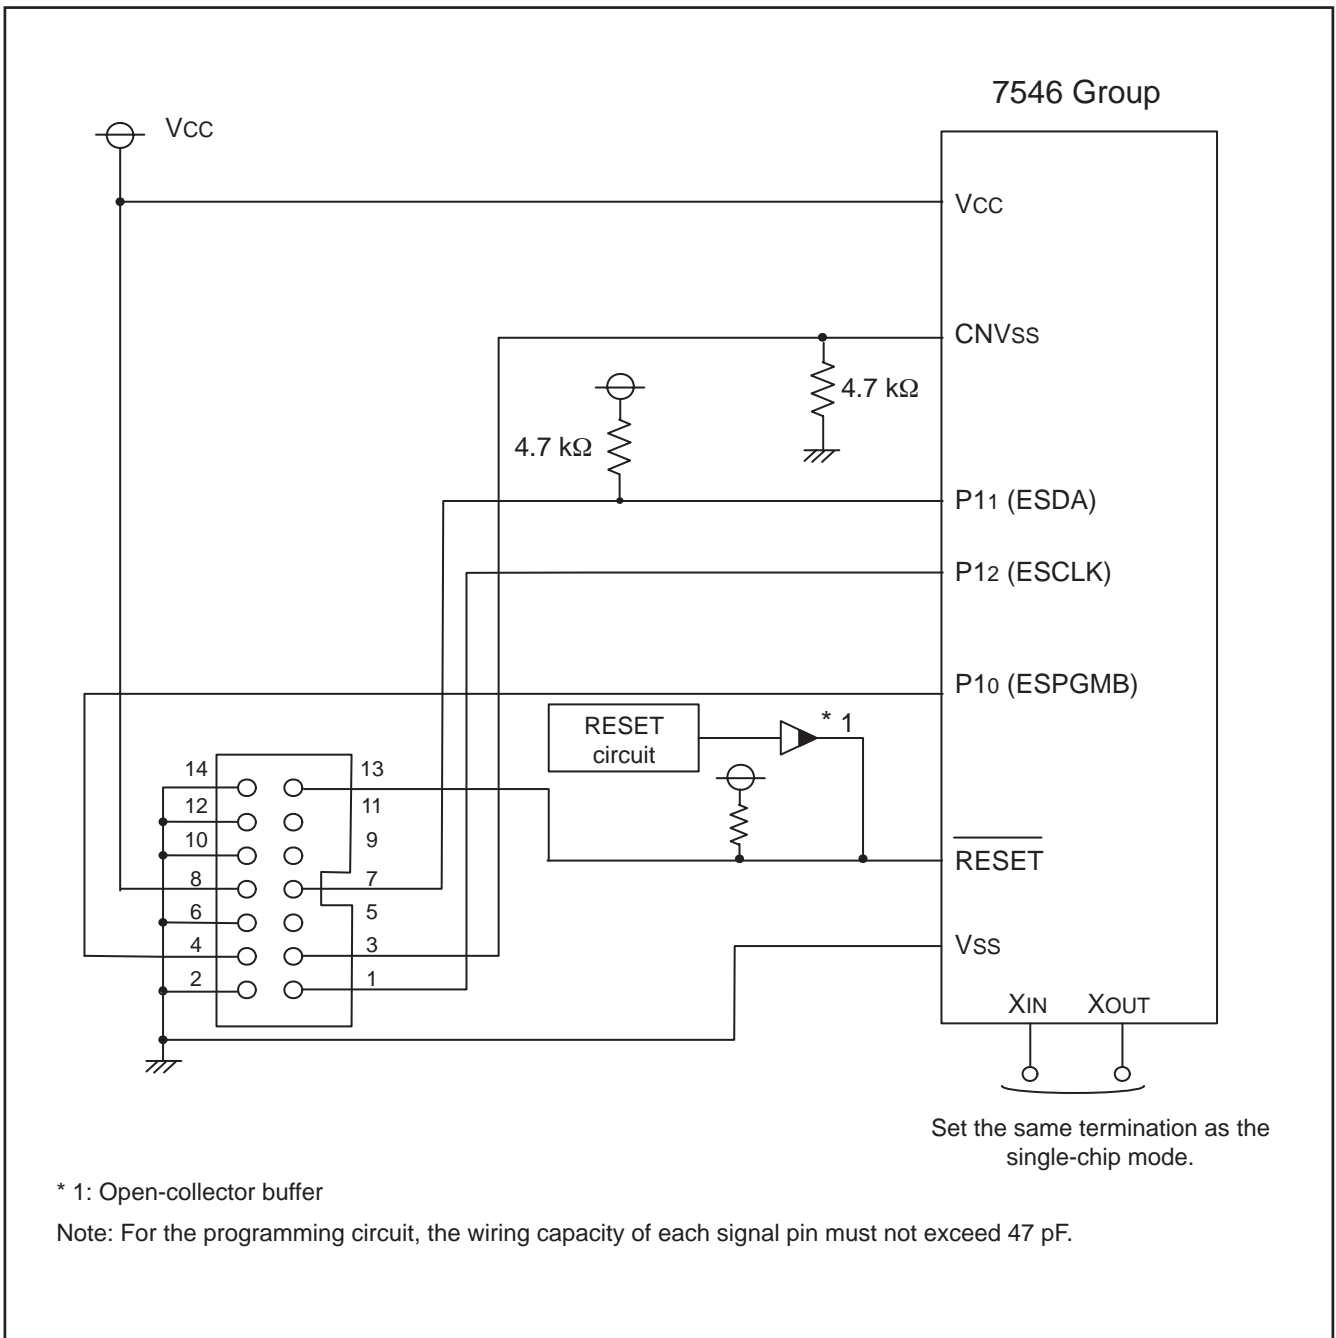 7546 Group
VCC
VCC
CNVSS
4.7 kΩ
4.7 kΩ
P11 (ESDA)
P12 (ESCLK)
P10 (ESPGMB)
RESET
circuit
* 1
14
13
12
11
10
9
8
7
6
5
4
3
2
1
RESET
VSS
XIN
XOUT
Set the same termination as the
single-chip mode.
* 1: Open-collector buffer
Note: For the programming circuit, the wiring capacity of each signal pin must not exceed 47 pF.